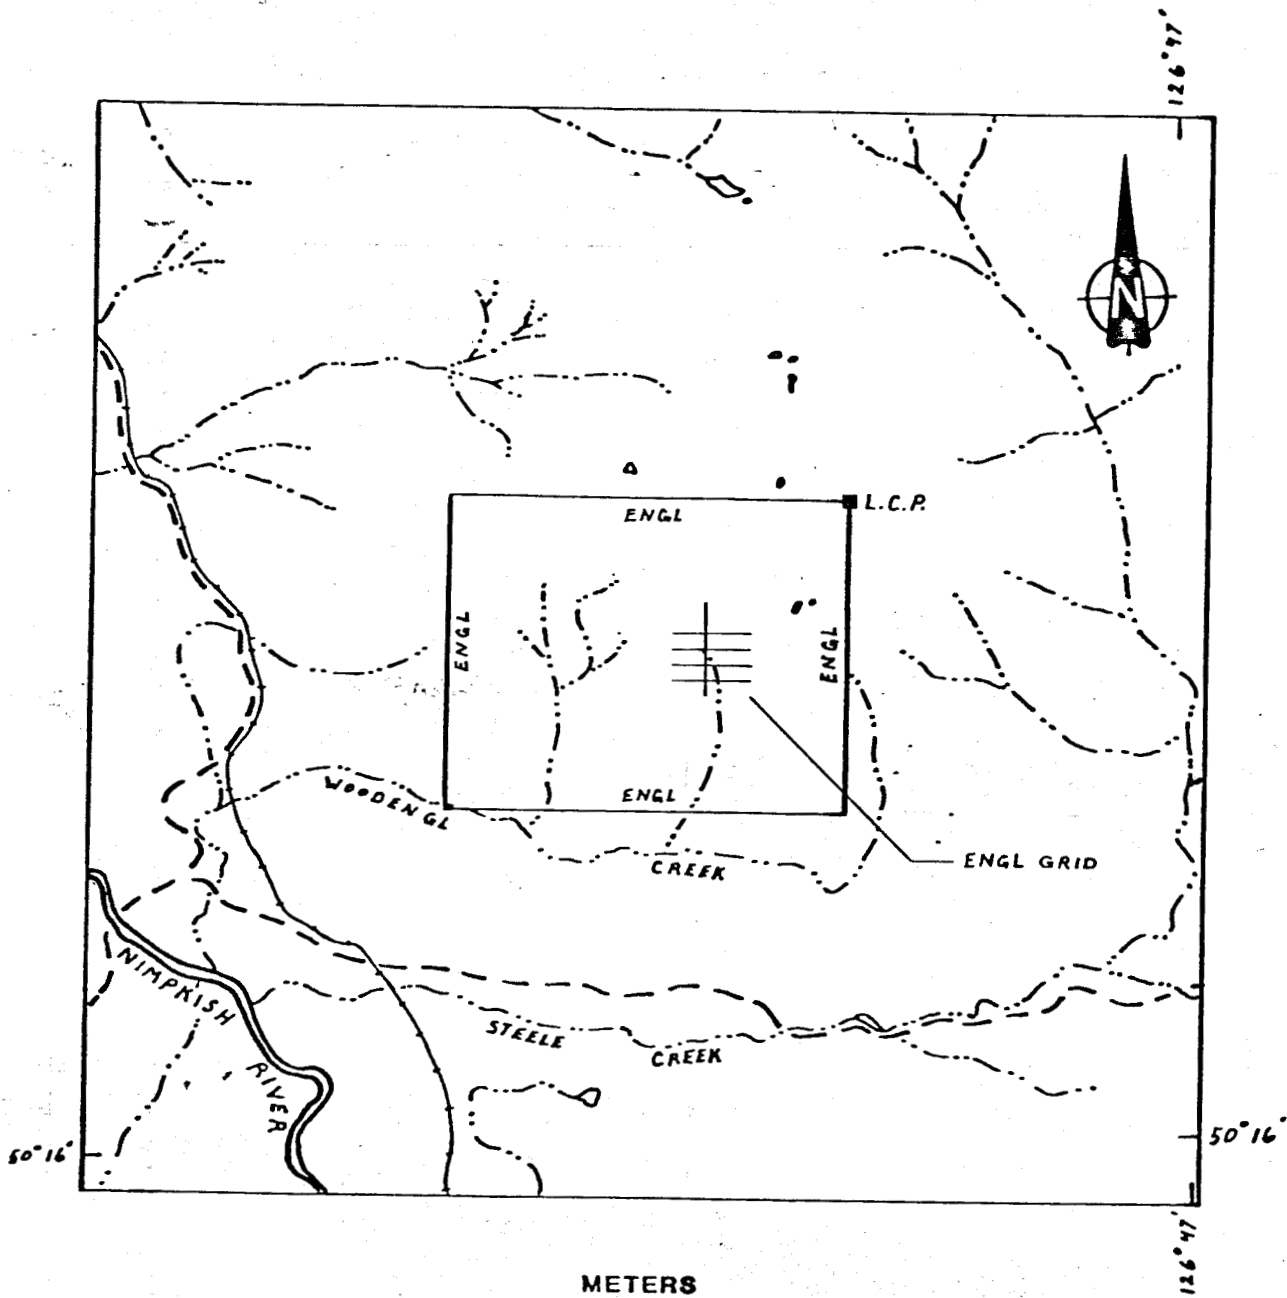 126°47'
N
L.C.P.
ENGL
ENGL
ENGL
ENGL
WOODENGL
CREEK
ENGL GRID
NIMPKISH
RIVER
STEELE
CREEK
50°16'
50°16'
126°47'
METERS